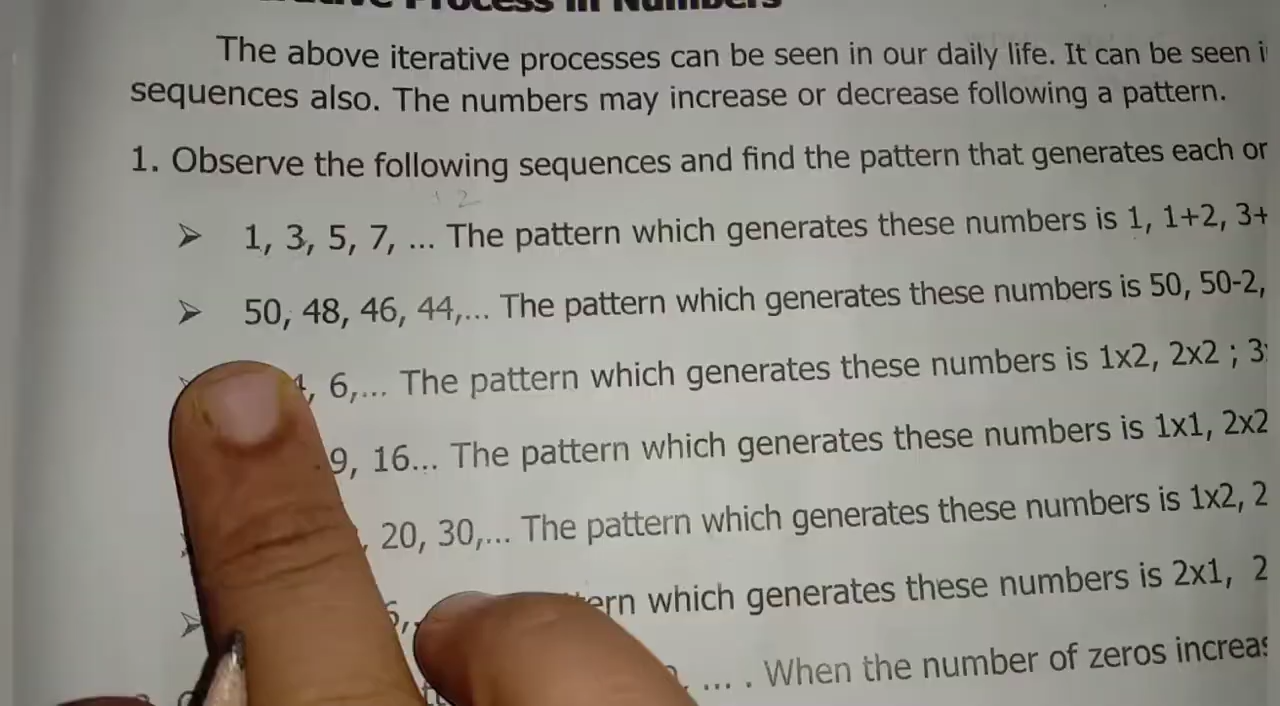 Process in Numbers
The above iterative processes can be seen in our daily life. It can be seen
sequences also. The numbers may increase or decrease following a pattern.
1. Observe the following sequences and find the pattern that generates each
1, 3, 5, 7, ... The pattern which generates these numbers is 1, 1+2, 3+
50, 48, 46, 44,... The pattern which generates these numbers is 50, 50-2,
, 6,... The pattern which generates these numbers is 1x2, 2x2 ; 3
9, 16... The pattern which generates these numbers is 1x1, 2x2
, 20, 30,... The pattern which generates these numbers is 1x2, 2
which generates these numbers is 2x1, 2
... . When the number of zeros